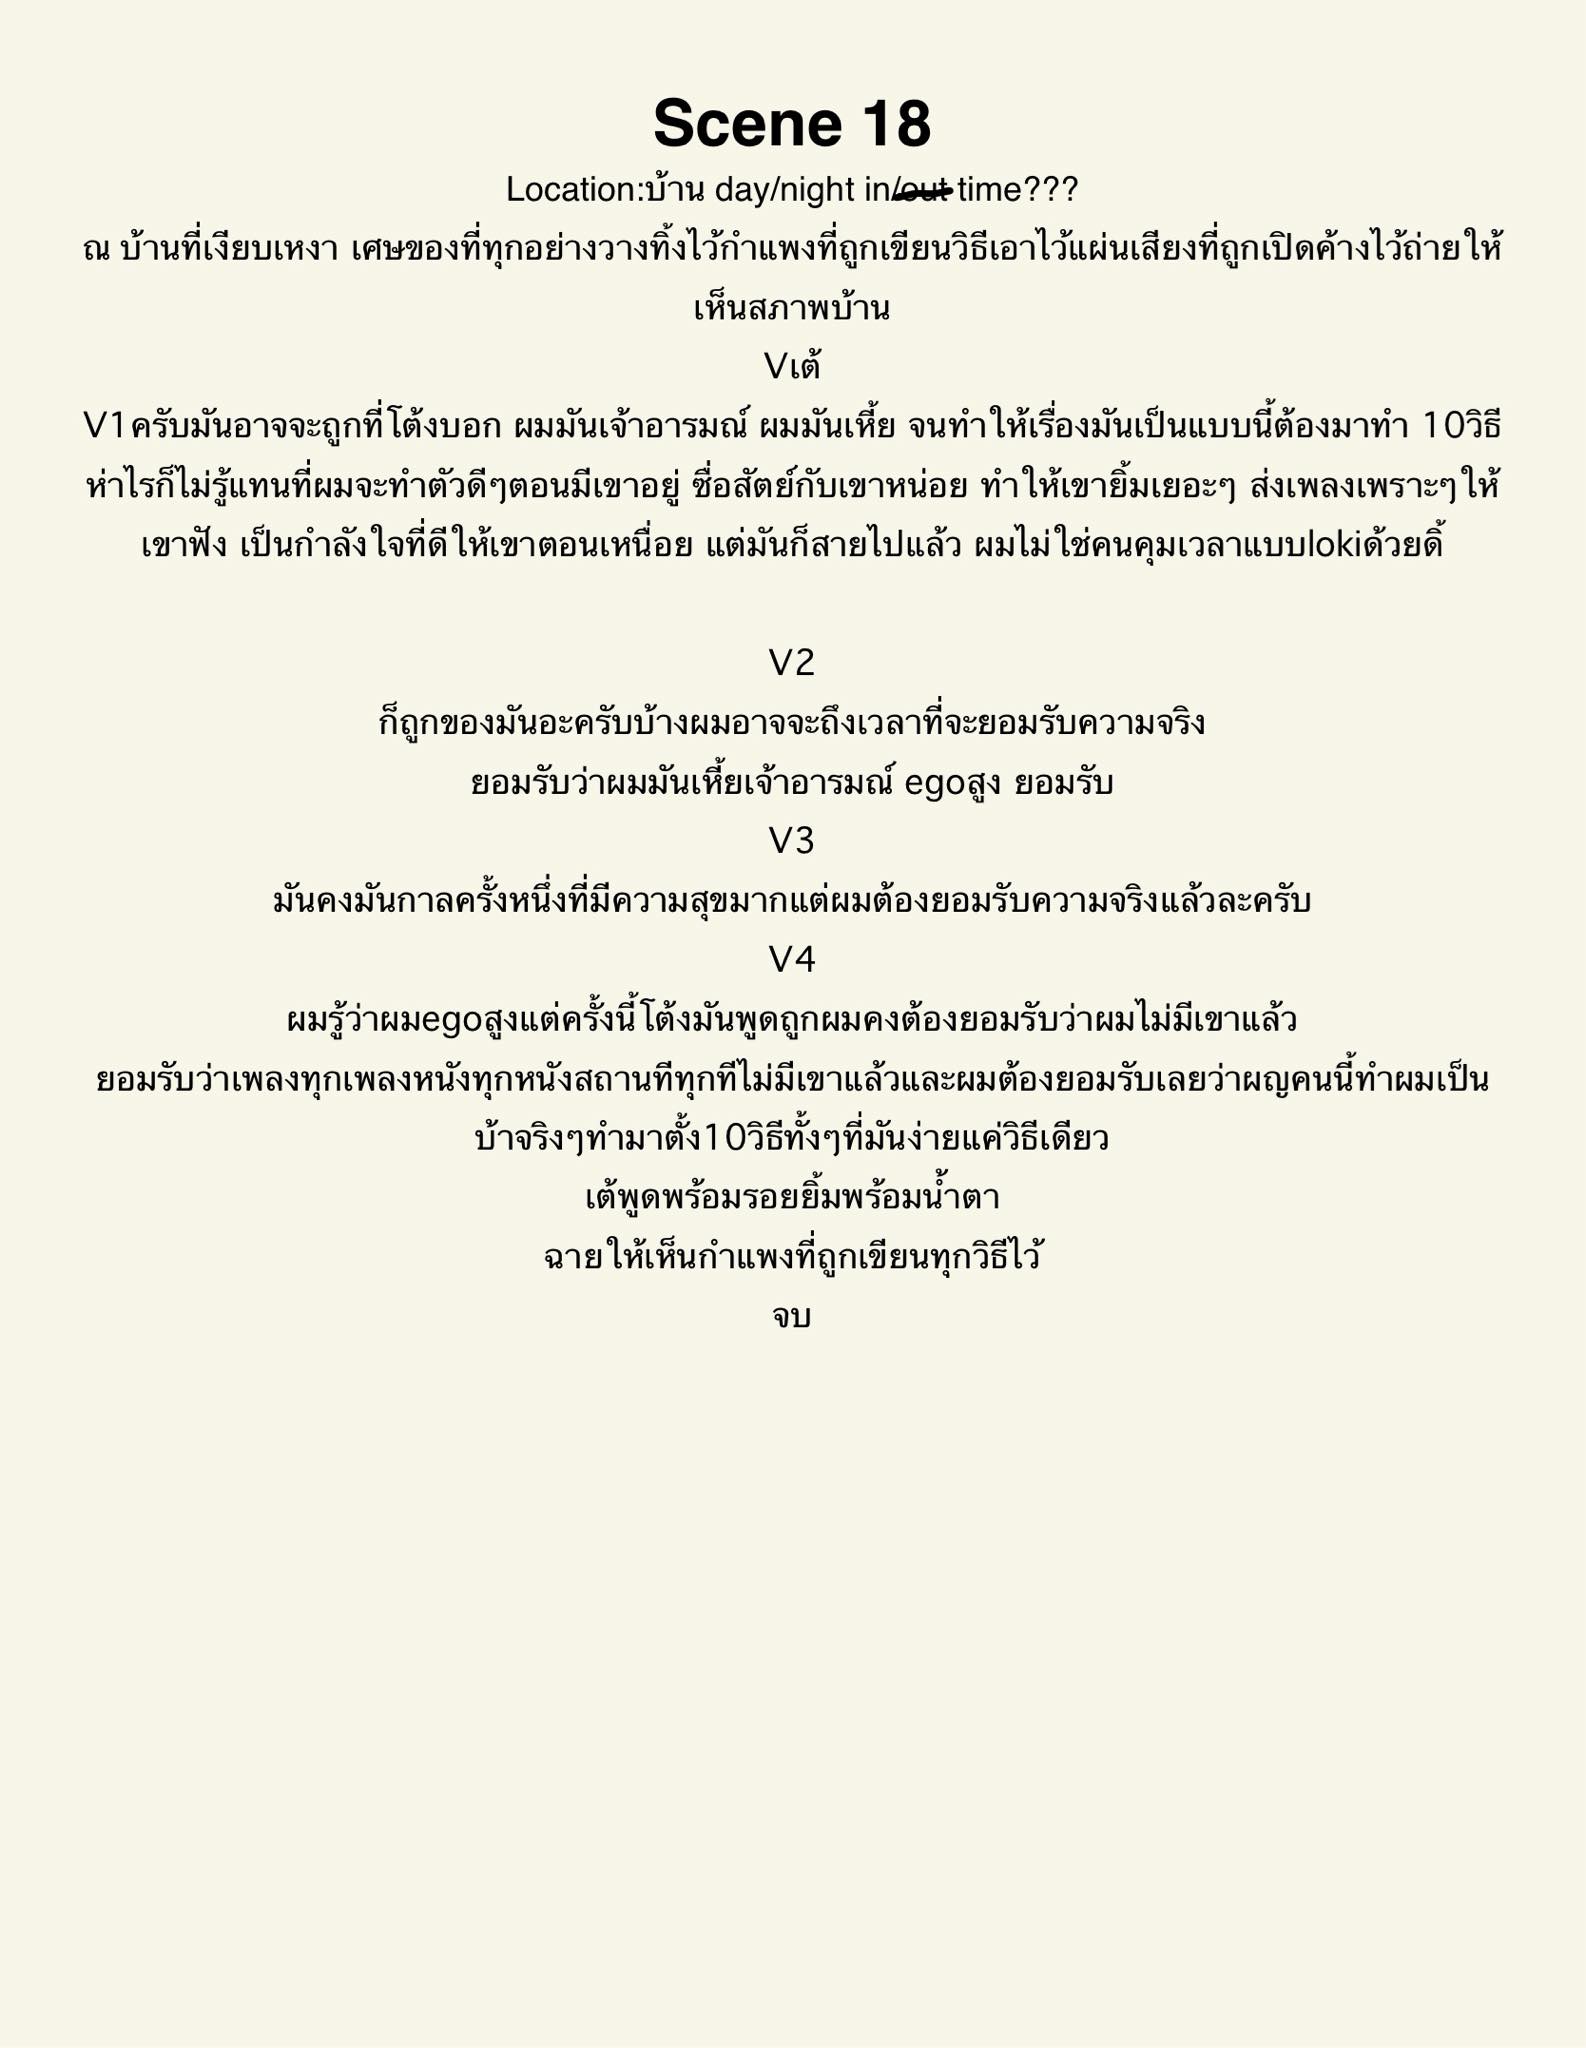 Scene 18
Location:บ้าน day/night in/out time???
ณ บ้านที่เงียบเหงา เศษของที่ทุกอย่างวางทิ้งไว้กำแพงที่ถูกเขียนวิธีเอาไว้แผ่นเสียงที่ถูกเปิดค้างไว้ถ่ายให้
เห็นสภาพบ้าน
Vเต้
V1ครับมันอาจจะถูกที่โต้งบอก ผมมันเจ้าอารมณ์ ผมมันเหี้ย จนทำให้เรื่องมันเป็นแบบนี้ต้องมาทำ 10วิธี
ห่าไรก็ไม่รู้แทนที่ผมจะทำตัวดีๆตอนมีเขาอยู่ ซื่อสัตย์กับเขาหน่อย ทำให้เขายิ้มเยอะๆ ส่งเพลงเพราะๆให้
เขาฟัง เป็นกำลังใจที่ดีให้เขาตอนเหนื่อย แต่มันก็สายไปแล้ว ผมไม่ใช่คนคุมเวลาแบบlokiด้วยดิ้
V2
ก็ถูกของมันอะครับบ้างผมอาจจะถึงเวลาที่จะยอมรับความจริง
ยอมรับว่าผมมันเหี้ยเจ้าอารมณ์ egoสูง ยอมรับ
V3
มันคงมันกาลครั้งหนึ่งที่มีความสุขมากแต่ผมต้องยอมรับความจริงแล้วละครับ
V4
ผมรู้ว่าผมegoสูงแต่ครั้งนี้โต้งมันพูดถูกผมคงต้องยอมรับว่าผมไม่มีเขาแล้ว
ยอมรับว่าเพลงทุกเพลงหนังทุกหนังสถานทีทุกทีไม่มีเขาแล้วและผมต้องยอมรับเลยว่าผญคนนี้ทำผมเป็น
บ้าจริงๆทำมาตั้ง10วิธีทั้งๆที่มันง่ายแค่วิธีเดียว
เต้พูดพร้อมรอยยิ้มพร้อมน้ำตา
ฉายให้เห็นกำแพงที่ถูกเขียนทุกวิธีไว้
จบ